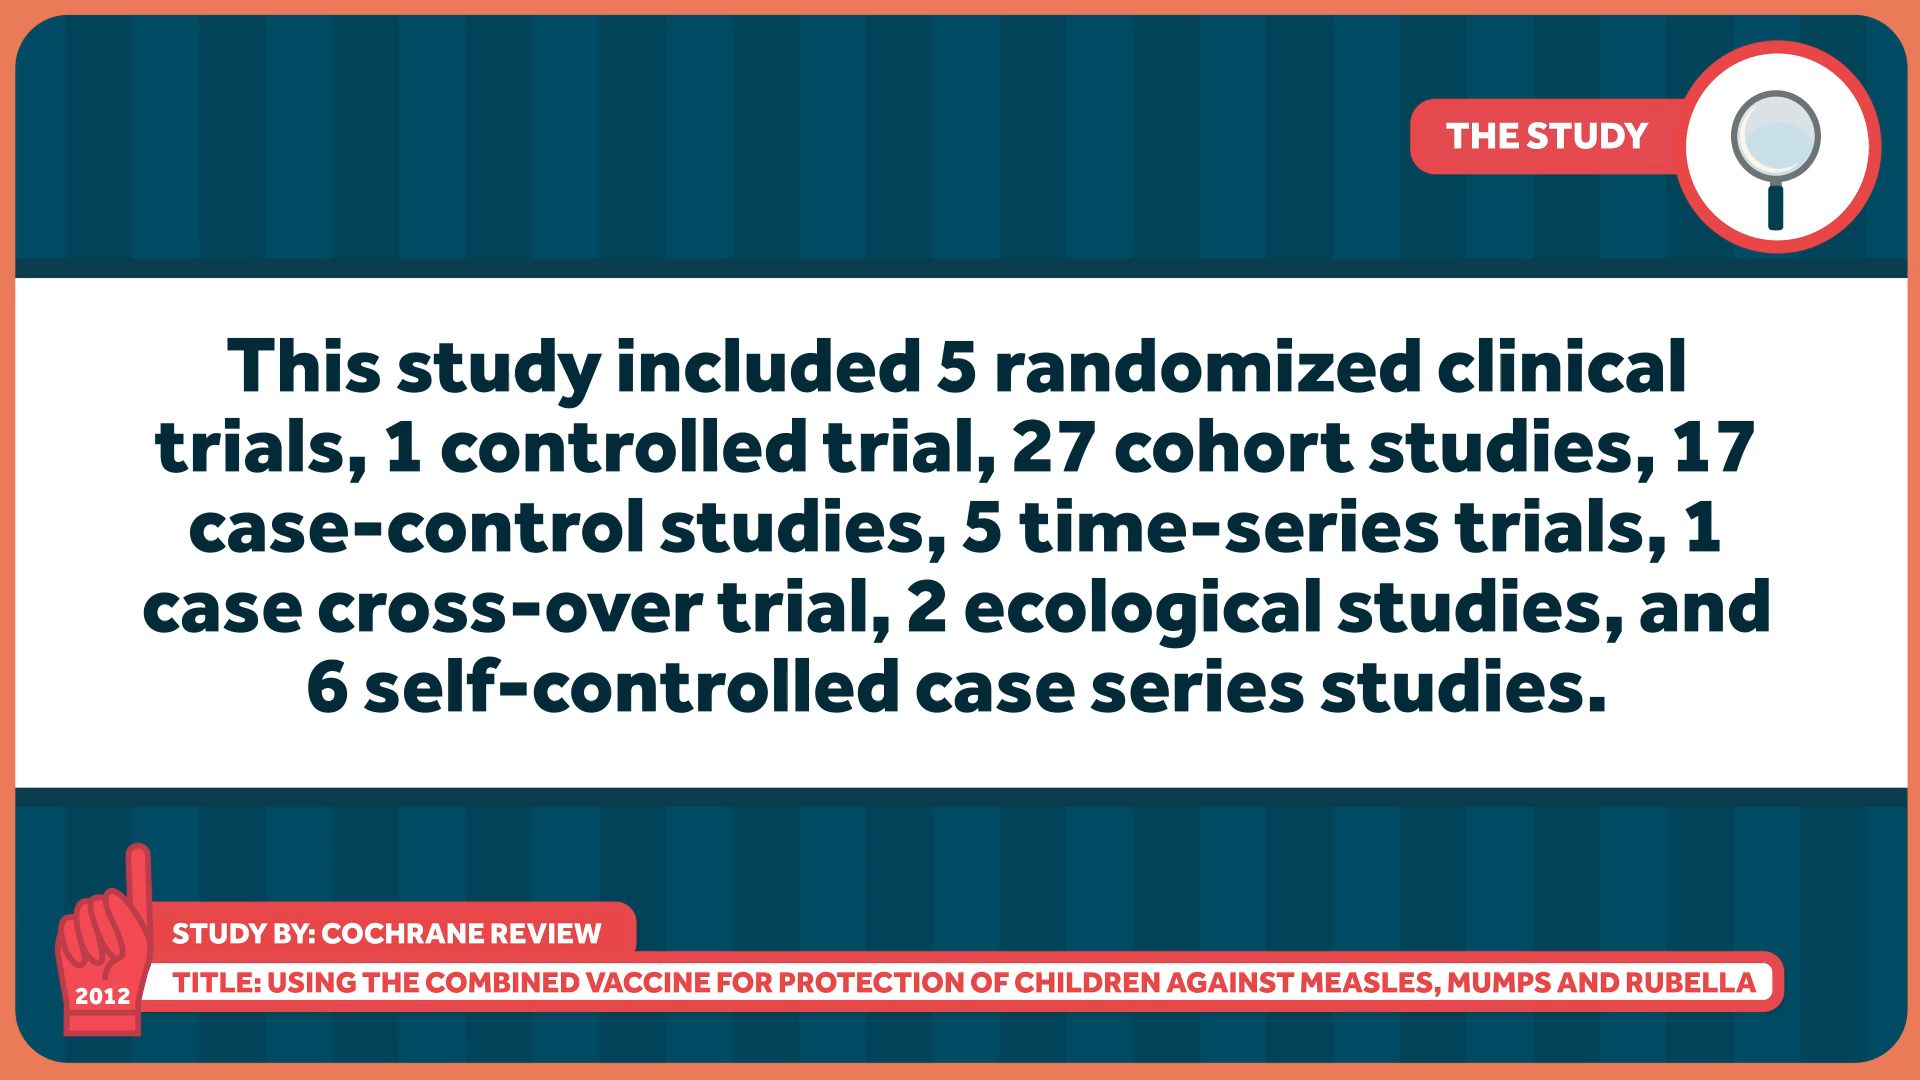 THE STUDY
This study included 5 randomized clinical
trials, 1 controlled trial, 27 cohort studies, 17
case-control studies, 5 time-series trials, 1
case cross-over trial, 2 ecological studies, and
6 self-controlled case series studies.
STUDY BY: COCHRANE REVIEW
TITLE: USING THE COMBINED VACCINE FOR PROTECTION OF CHILDREN AGAINST MEASLES, MUMPS AND RUBELLA
2012